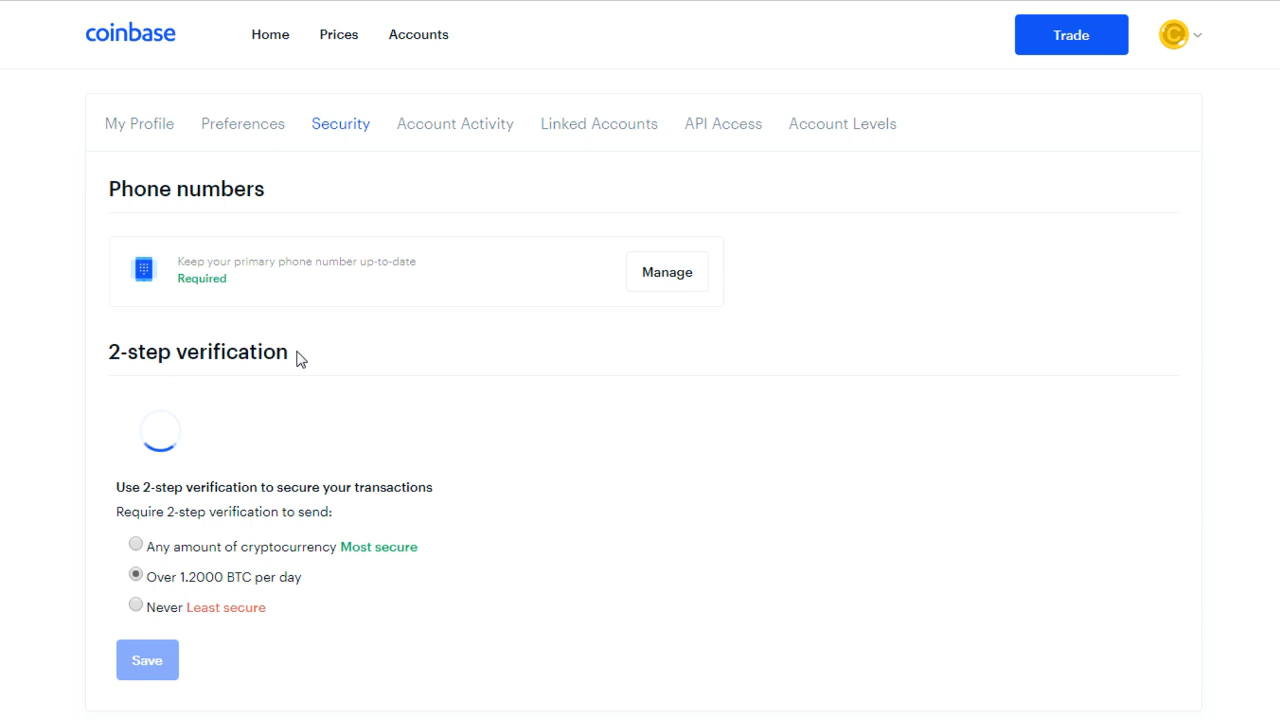 coinbase
Home Prices Accounts
Trade
My Profile Preferences Security Account Activity Linked Accounts API Access Account Levels
Phone numbers
Keep your primary phone number up-to-date
Required
Manage
2-step verification
Use 2-step verification to secure your transactions
Require 2-step verification to send:
Any amount of cryptocurrency Most secure
Over 1.2000 BTC per day
Never Least secure
Save